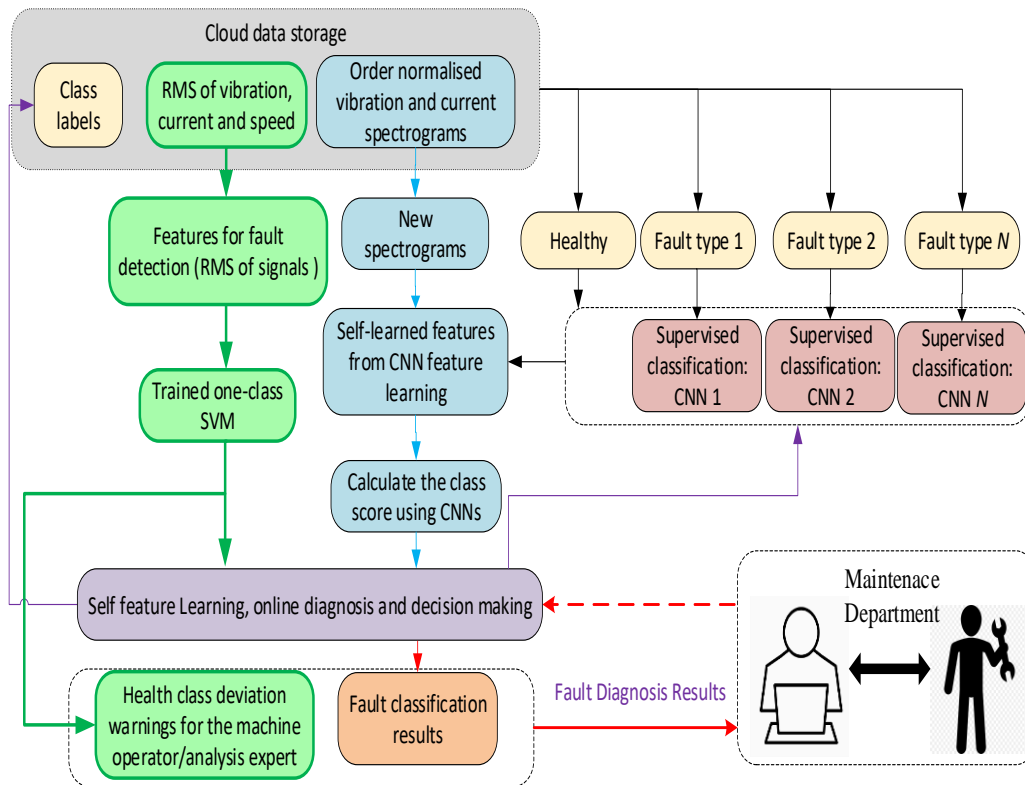 Cloud data storage
Class
labels
RMS of vibration,
current and speed
Order normalised
vibration and current
spectrograms
Features for fault
detection (RMS of signals )
New
spectrograms
Healthy
Fault type 1
Fault type 2
Fault type N
Self-learned features
from CNN feature
learning
Supervised
classification:
CNN 1
Supervised
classification:
CNN 2
Supervised
classification:
CNN N
Trained one-class
SVM
Calculate the class
score using CNNs
Self feature Learning, online diagnosis and decision making
Maintenace
Department
Health class deviation
warnings for the machine
operator/analysis expert
Fault classification
results
Fault Diagnosis Results